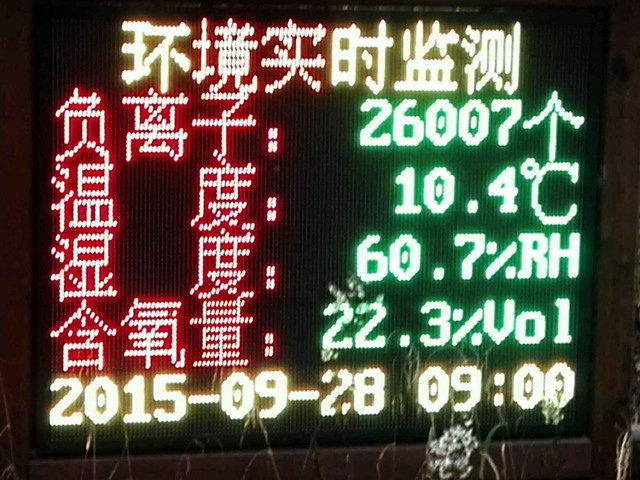 环境实时监测
负离子: 26007个
温度: 10.4℃
湿度: 60.7%RH
含氧量: 22.3%Vol
2015-09-28 09:00